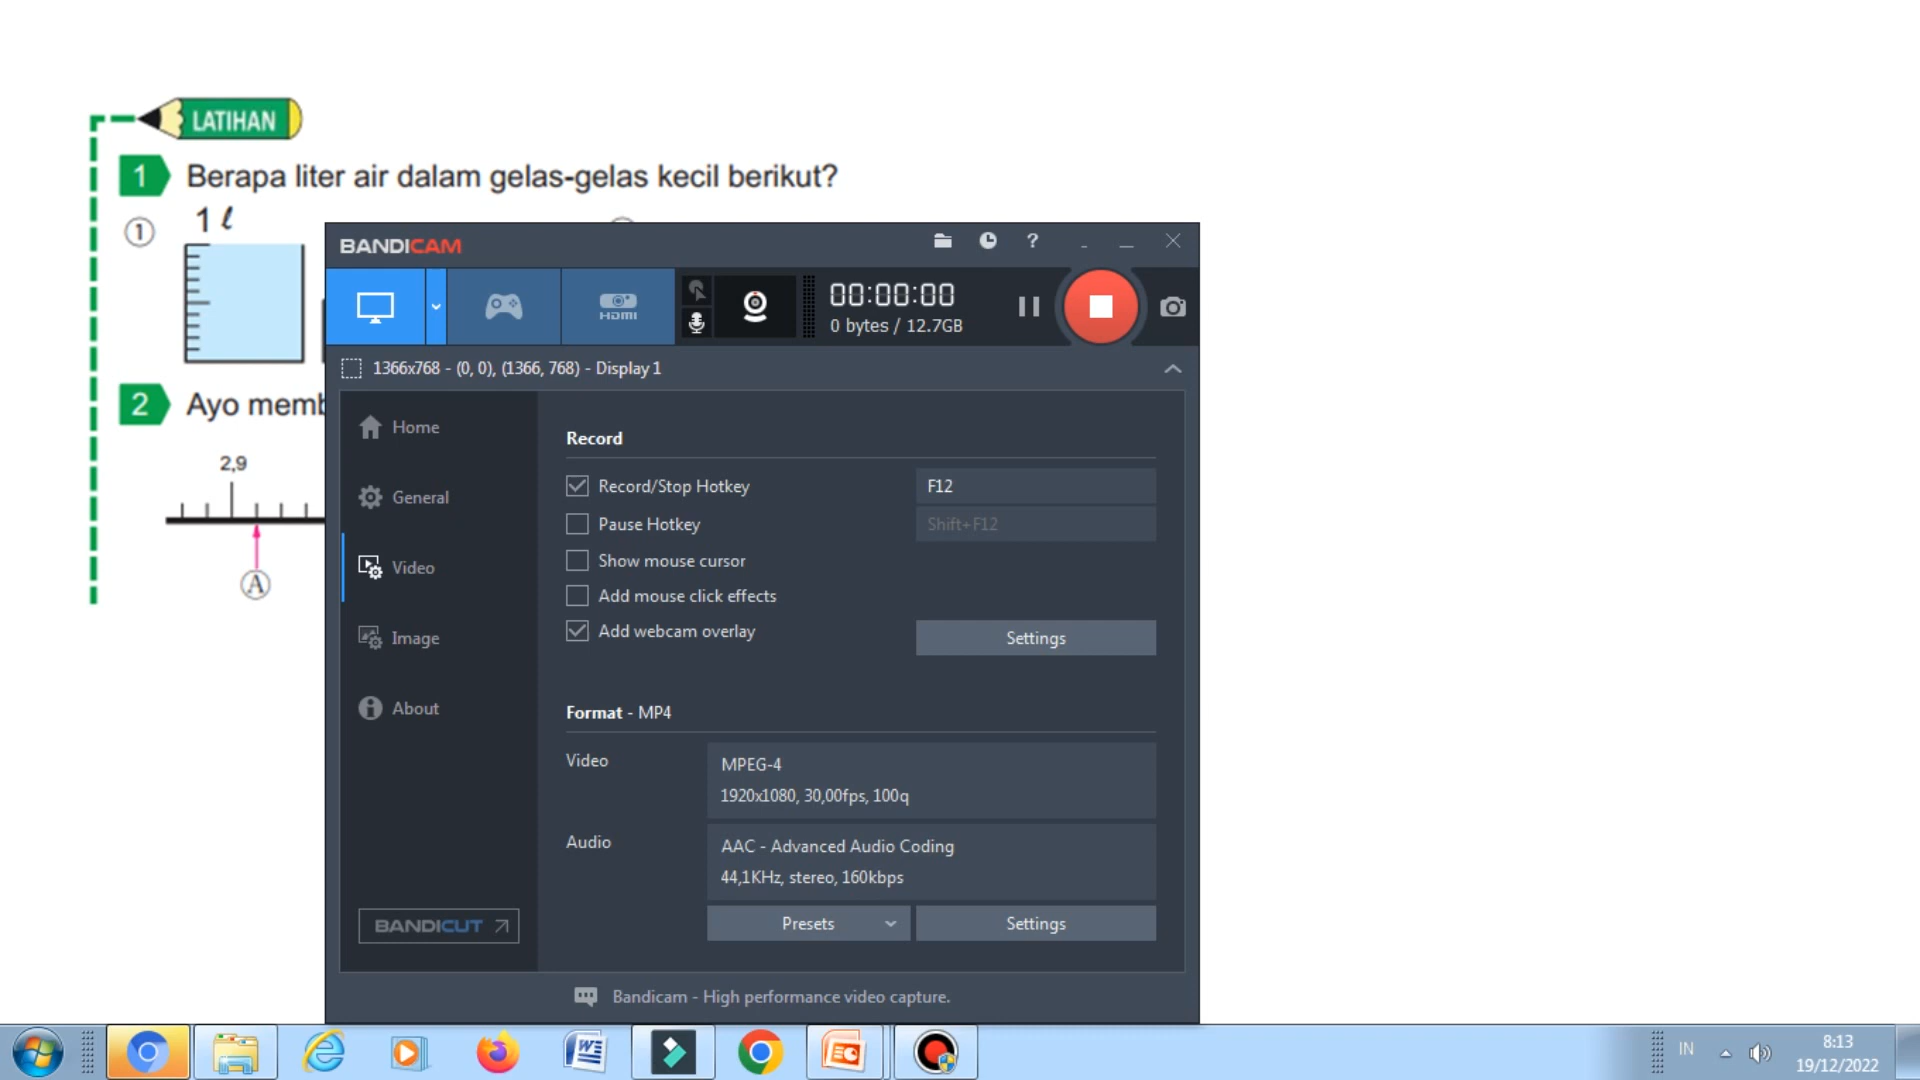 LATIHAN
1 Berapa liter air dalam gelas-gelas kecil berikut?
① 1 ℓ
2 Ayo
2,9
Ⓐ
BANDICAM
?
HDMI
00:00:00
0 bytes / 12.7GB
1366x768 - (0, 0), (1366, 768) - Display 1
Home
General
Video
Image
About
BANDICUT
Record
Record/Stop Hotkey F12
Pause Hotkey Shift+F12
Show mouse cursor
Add mouse click effects
Add webcam overlay Settings
Format - MP4
Video MPEG-4
1920x1080, 30,00fps, 100q
Audio AAC - Advanced Audio Coding
44,1KHz, stereo, 160kbps
Presets Settings
Bandicam - High performance video capture.
IN 8:13
19/12/2022